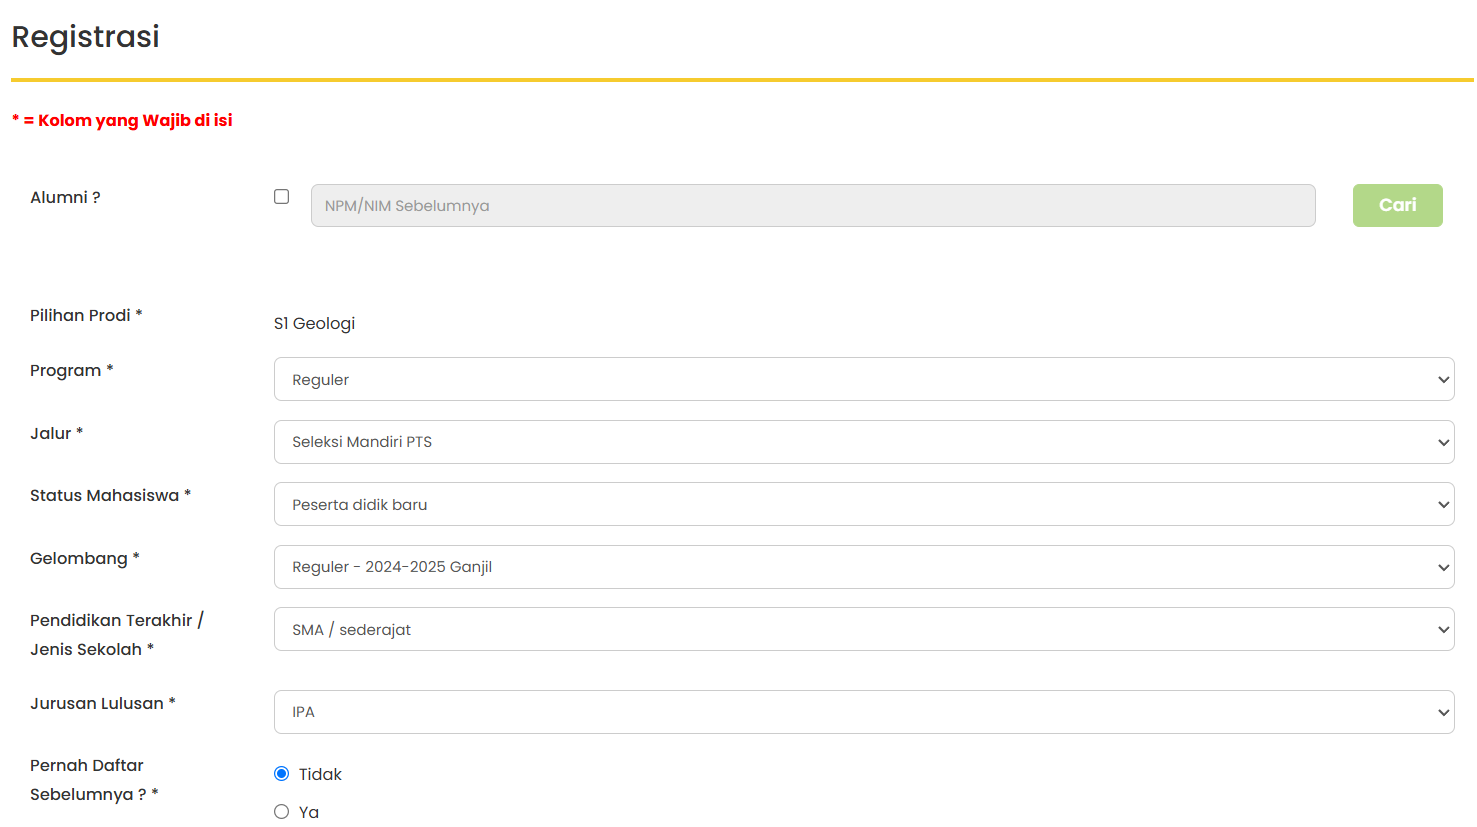 Registrasi
* = Kolom yang Wajib di isi
Alumni ?
NPM/NIM Sebelumnya
Cari
Pilihan Prodi *
S1 Geologi
Program *
Reguler
Jalur *
Seleksi Mandiri PTS
Status Mahasiswa *
Peserta didik baru
Gelombang *
Reguler - 2024-2025 Ganjil
Pendidikan Terakhir /
Jenis Sekolah *
SMA / sederajat
Jurusan Lulusan *
IPA
Pernah Daftar
Sebelumnya ? *
Tidak
Ya